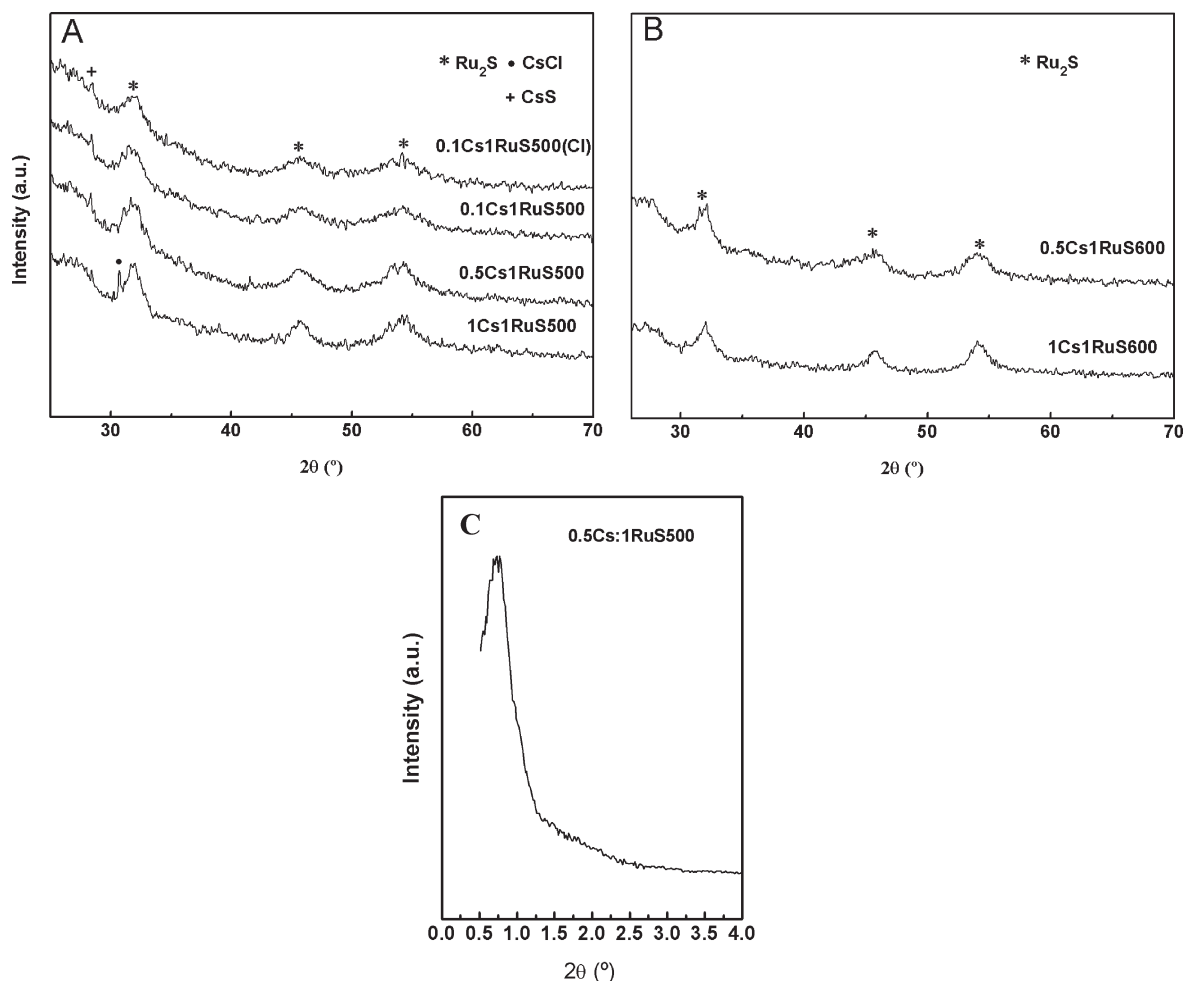 A
* Ru₂S • CsCl
+ CsS
+
*
*
*
0.1Cs1RuS500(Cl)
0.1Cs1RuS500
0.5Cs1RuS500
•
1Cs1RuS500
Intensity (a.u.)
30 40 50 60 70
2θ (º)
B
* Ru₂S
*
*
*
0.5Cs1RuS600
1Cs1RuS600
30 40 50 60 70
2θ (º)
C
0.5Cs:1RuS500
Intensity (a.u.)
0.0 0.5 1.0 1.5 2.0 2.5 3.0 3.5 4.0
2θ (º)